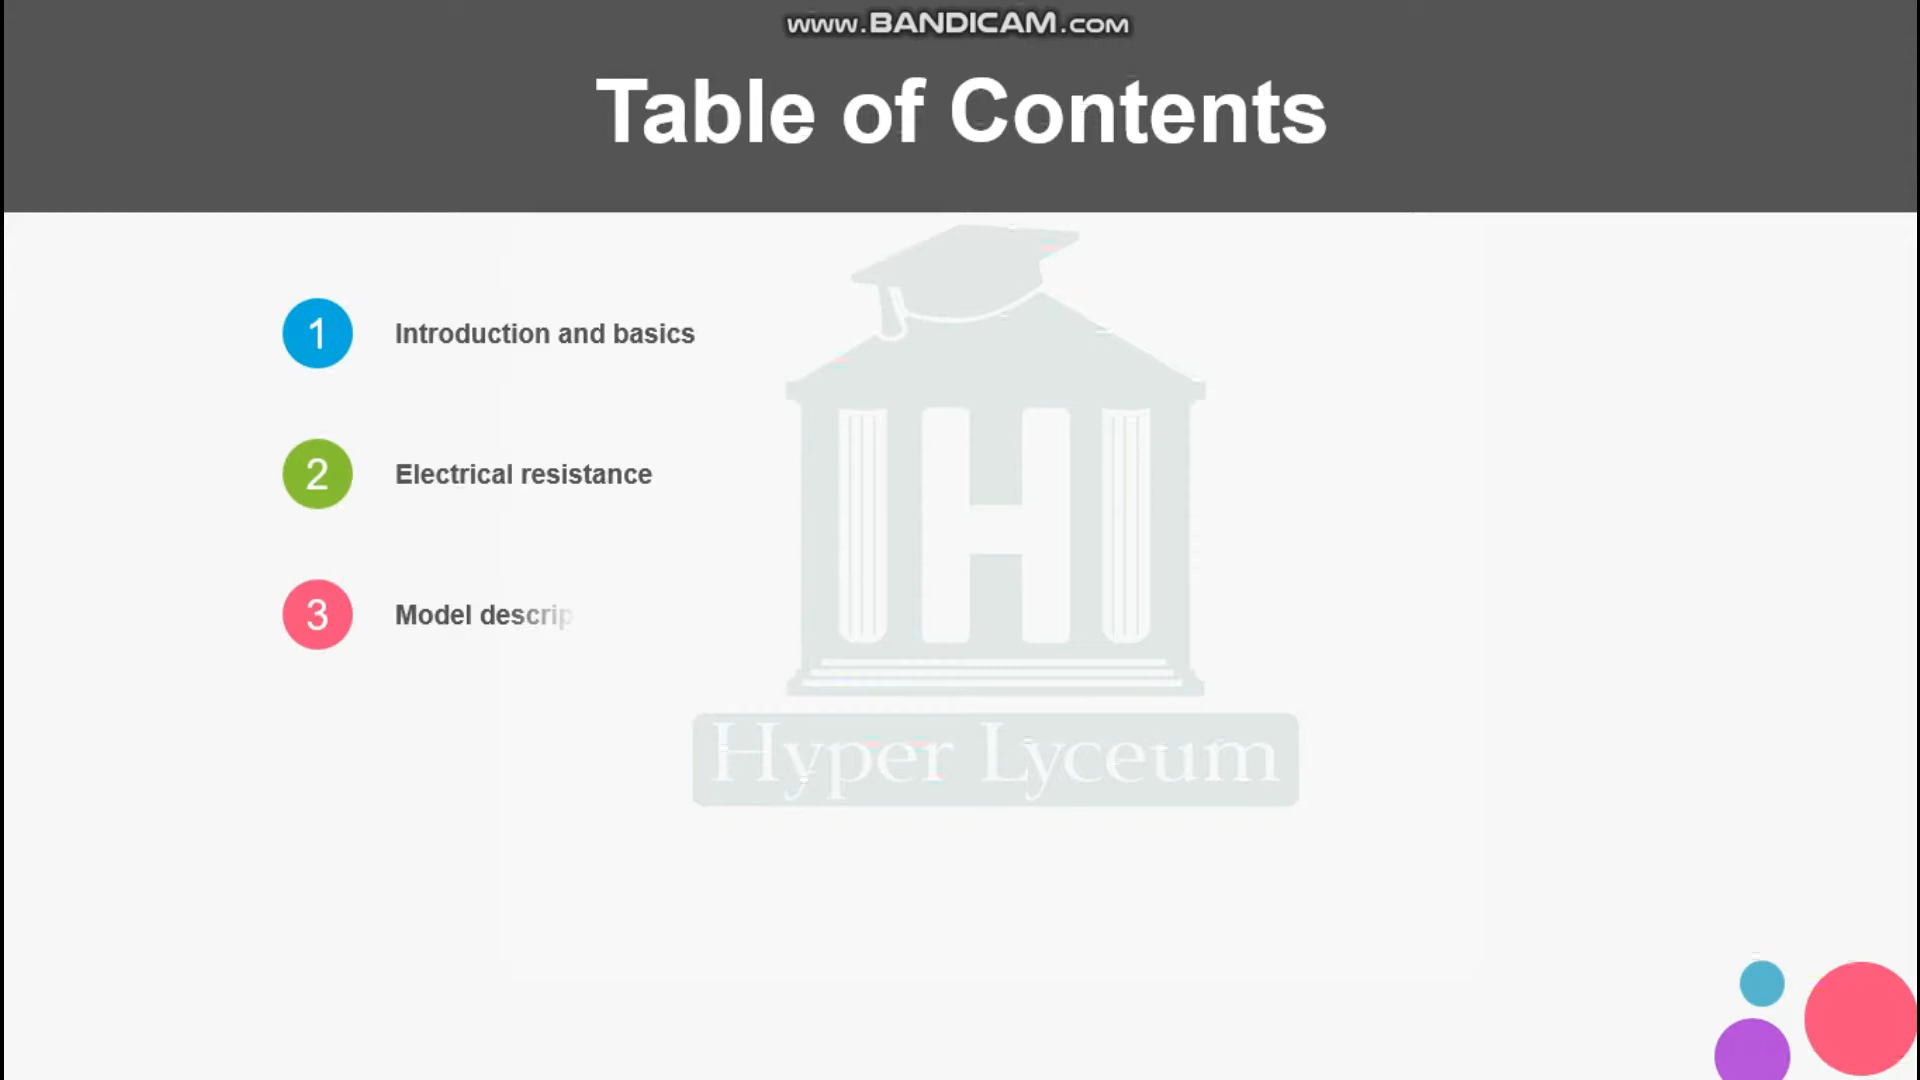 www.BANDICAM.com
Table of Contents
1 Introduction and basics
2 Electrical resistance
3 Model descrip
Hyper Lyceum